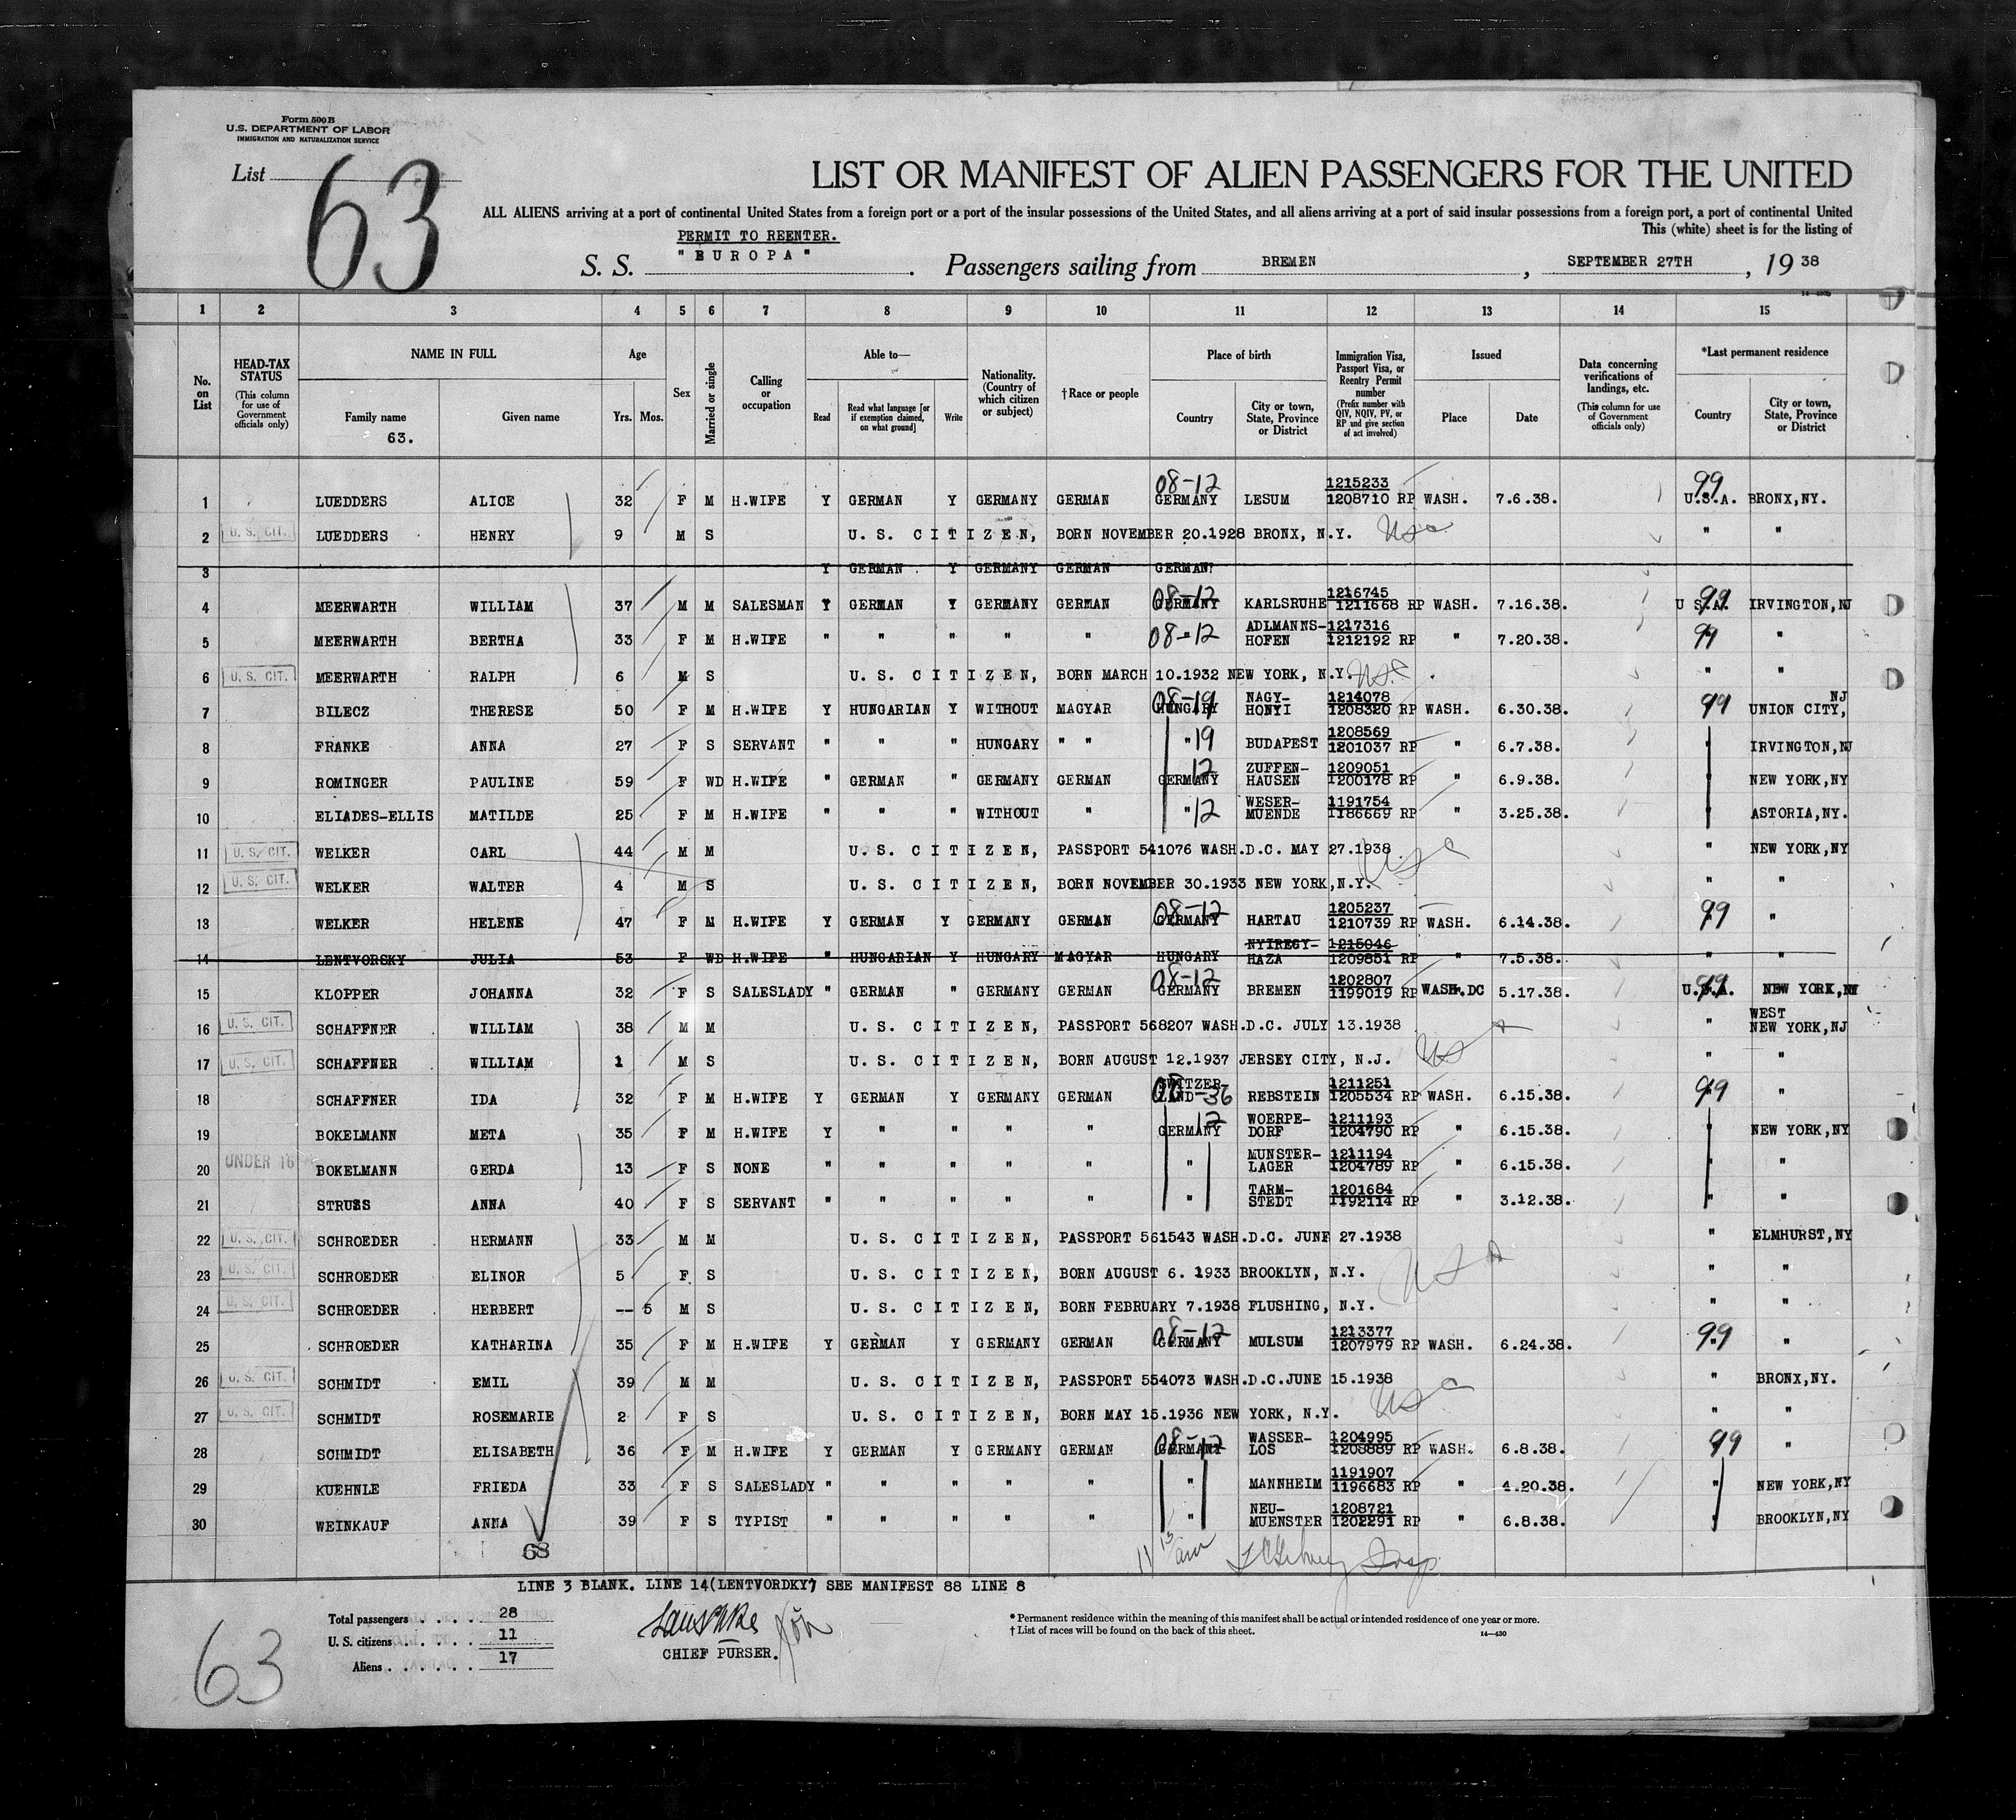 Form 500B
U.S. DEPARTMENT OF LABOR
IMMIGRATION AND NATURALIZATION SERVICE
List 63
LIST OR MANIFEST OF ALIEN PASSENGERS FOR THE UNITED
ALL ALIENS arriving at a port of continental United States from a foreign port or a port of the insular possessions of the United States, and all aliens arriving at a port of said insular possessions from a foreign port, a port of continental United
This (white) sheet is for the listing of
PERMIT TO REENTER.
S. S. "EUROPA". Passengers sailing from BREMEN, SEPTEMBER 27TH, 1938
1 2 3 4 5 6 7 8 9 10 11 12 13 14 15
No. on List
HEAD-TAX STATUS
(This column for use of Government officials only)
NAME IN FULL
Family name
63.
Given name
Age
Yrs. Mos.
Sex
Married or single
Calling or occupation
Able to—
Read
Read what language [or if exemption claimed, on what ground]
Write
Nationality. (Country of which citizen or subject)
†Race or people
Place of birth
Country
City or town, State, Province or District
Immigration Visa, Passport Visa, or Reentry Permit number
(Prefix number with QIV, NQIV, PV, or RP and give section of act involved)
Issued
Place
Date
Data concerning verifications of landings, etc.
(This column for use of Government officials only)
*Last permanent residence
Country
City or town, State, Province or District
1 LUEDDERS ALICE 32 F M H.WIFE Y GERMAN Y GERMANY GERMAN 08-12 GERMANY LESUM 1215233 1208710 RP WASH. 7.6.38. 99 U.S.A. BRONX,NY.
2 U. S. CIT. LUEDDERS HENRY 9 M S U. S. CITIZEN, BORN NOVEMBER 20.1928 BRONX, N.Y. USC " "
3 Y GERMAN Y GERMANY GERMAN GERMANY
4 MEERWARTH WILLIAM 37 M M SALESMAN Y GERMAN Y GERMANY GERMAN 08-12 GERMANY KARLSRUHE 1216745 1211668 RP WASH. 7.16.38. 99 U.S.A. IRVINGTON,NJ
5 MEERWARTH BERTHA 33 F M H.WIFE " " " " " 08-12 " ADLMANNS-HOFEN 1217316 1212192 RP " 7.20.38. 99 " "
6 U. S. CIT. MEERWARTH RALPH 6 M S U. S. CITIZEN, BORN MARCH 10.1932 NEW YORK, N.Y. USC " "
7 BILECZ THERESE 50 F M H.WIFE Y HUNGARIAN Y WITHOUT MAGYAR 08-19 HUNGARY NAGY-HONYI 1214078 1208320 RP WASH. 6.30.38. 99 UNION CITY, NJ
8 FRANKE ANNA 27 F S SERVANT " " " HUNGARY " " " 19 BUDAPEST 1208569 1201037 RP " 6.7.38. IRVINGTON,NJ
9 ROMINGER PAULINE 59 F WD H.WIFE " GERMAN " GERMANY GERMAN 12 GERMANY ZUFFEN-HAUSEN 1209051 1200178 RP " 6.9.38. NEW YORK,NY
10 ELIADES-ELLIS MATILDE 25 F M H.WIFE " " " WITHOUT " " 12 WESER-MUENDE 1191754 1186669 RP " 3.25.38. ASTORIA,NY.
11 U. S. CIT. WELKER CARL 44 M M U. S. CITIZEN, PASSPORT 541076 WASH.D.C. MAY 27.1938. " NEW YORK,NY
12 U. S. CIT. WELKER WALTER 4 M S U. S. CITIZEN, BORN NOVEMBER 30.1933 NEW YORK,N.Y. USC " "
13 WELKER HELENE 47 F M H.WIFE Y GERMAN Y GERMANY GERMAN 08-12 GERMANY HARTAU 1205237 1210739 RP WASH. 6.14.38. 99 "
14 LENTVORSKY JULIA 53 F WD H.WIFE " HUNGARIAN Y HUNGARY MAGYAR HUNGARY NYIREGY-HAZA 1215046 1209851 RP " 7.5.38. " "
15 KLOPPER JOHANNA 32 F S SALESLADY " GERMAN " GERMANY GERMAN 08-12 GERMANY BREMEN 1202807 1199019 RP WASH.DC 5.17.38. 99 U.S.A. NEW YORK,NY
16 U. S. CIT. SCHAFFNER WILLIAM 38 M M U. S. CITIZEN, PASSPORT 568207 WASH.D.C. JULY 13.1938 " WEST NEW YORK,NJ
17 U. S. CIT. SCHAFFNER WILLIAM 1 M S U. S. CITIZEN, BORN AUGUST 12.1937 JERSEY CITY, N.J. USA " "
18 SCHAFFNER IDA 32 F M H.WIFE Y GERMAN Y GERMANY GERMAN 08-36 SWITZER-LAND REBSTEIN 1211251 1205534 RP WASH. 6.15.38. 99 "
19 BOKELMANN META 35 F M H.WIFE Y " " " " 12 GERMANY WOERPE-DORF 1211193 1204790 RP " 6.15.38. NEW YORK,NY
20 UNDER 16 BOKELMANN GERDA 13 F S NONE " " " " " " MUNSTER-LAGER 1211194 1204789 RP " 6.15.38. " "
21 STRUSS ANNA 40 F S SERVANT " " " " " " TARM-STEDT 1201684 1192114 RP " 3.12.38. " "
22 U. S. CIT. SCHROEDER HERMANN 33 M M U. S. CITIZEN, PASSPORT 561543 WASH.D.C. JUNE 27.1938 " ELMHURST,NY
23 U. S. CIT. SCHROEDER ELINOR 5 F S U. S. CITIZEN, BORN AUGUST 6. 1933 BROOKLYN, N.Y. USA " "
24 U. S. CIT. SCHROEDER HERBERT -- 5 M S U. S. CITIZEN, BORN FEBRUARY 7.1938 FLUSHING, N.Y. " "
25 SCHROEDER KATHARINA 35 F M H.WIFE Y GERMAN Y GERMANY GERMAN 08-12 GERMANY MULSUM 1213377 1207979 RP WASH. 6.24.38. 99 "
26 U. S. CIT. SCHMIDT EMIL 39 M M U. S. CITIZEN, PASSPORT 554073 WASH.D.C.JUNE 15.1938 " BRONX,NY.
27 U. S. CIT. SCHMIDT ROSEMARIE 2 F S U. S. CITIZEN, BORN MAY 15.1936 NEW YORK, N.Y. USC " "
28 SCHMIDT ELISABETH 36 F M H.WIFE Y GERMAN Y GERMANY GERMAN 08-12 GERMANY WASSER-LOS 1204995 1203889 RP WASH. 6.8.38. 99 "
29 KUEHNLE FRIEDA 33 F S SALESLADY " " " " " " MANNHEIM 1191907 1196683 RP " 4.20.38. " NEW YORK,NY
30 WEINKAUF ANNA 39 F S TYPIST " " " " " " NEU-MUENSTER 1208721 1202291 RP " 6.8.38. " BROOKLYN,NY
68
LINE 3 BLANK. LINE 14(LENTVORDKY) SEE MANIFEST 88 LINE 8
Total passengers . . . . 28
U. S. citizens . . . . . 11
Aliens . . . . . . 17
63
CHIEF PURSER.
* Permanent residence within the meaning of this manifest shall be actual or intended residence of one year or more.
† List of races will be found on the back of this sheet.
14—430